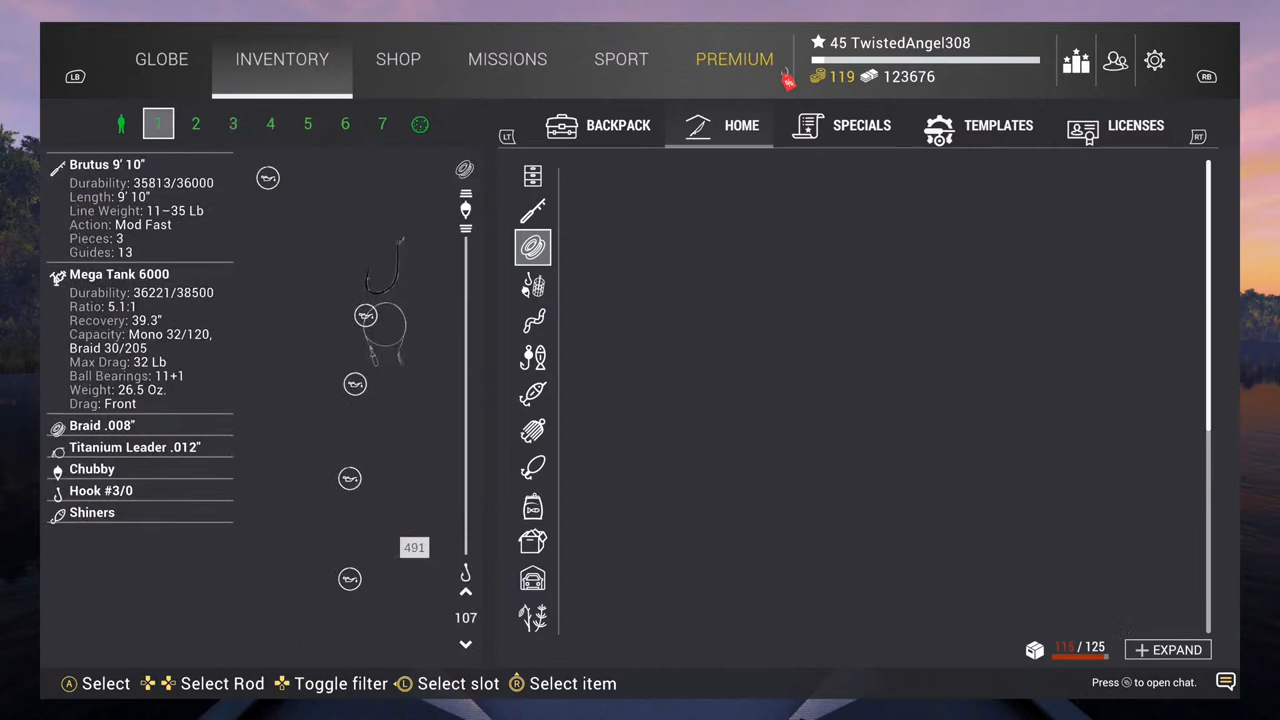 GLOBE INVENTORY SHOP MISSIONS SPORT PREMIUM
45 TwistedAngel308
119 123676
LB
RB
1 2 3 4 5 6 7
LT
BACKPACK HOME SPECIALS TEMPLATES LICENSES
RT
Brutus 9' 10"
Durability: 35813/36000
Length: 9' 10"
Line Weight: 11–35 Lb
Action: Mod Fast
Pieces: 3
Guides: 13
Mega Tank 6000
Durability: 36221/38500
Ratio: 5.1:1
Recovery: 39.3"
Capacity: Mono 32/120,
Braid 30/205
Max Drag: 32 Lb
Ball Bearings: 11+1
Weight: 26.5 Oz.
Drag: Front
Braid .008"
Titanium Leader .012"
Chubby
Hook #3/0
Shiners
491
107
115 / 125
EXPAND
A Select Select Rod Toggle filter L Select slot R Select item
Press to open chat.